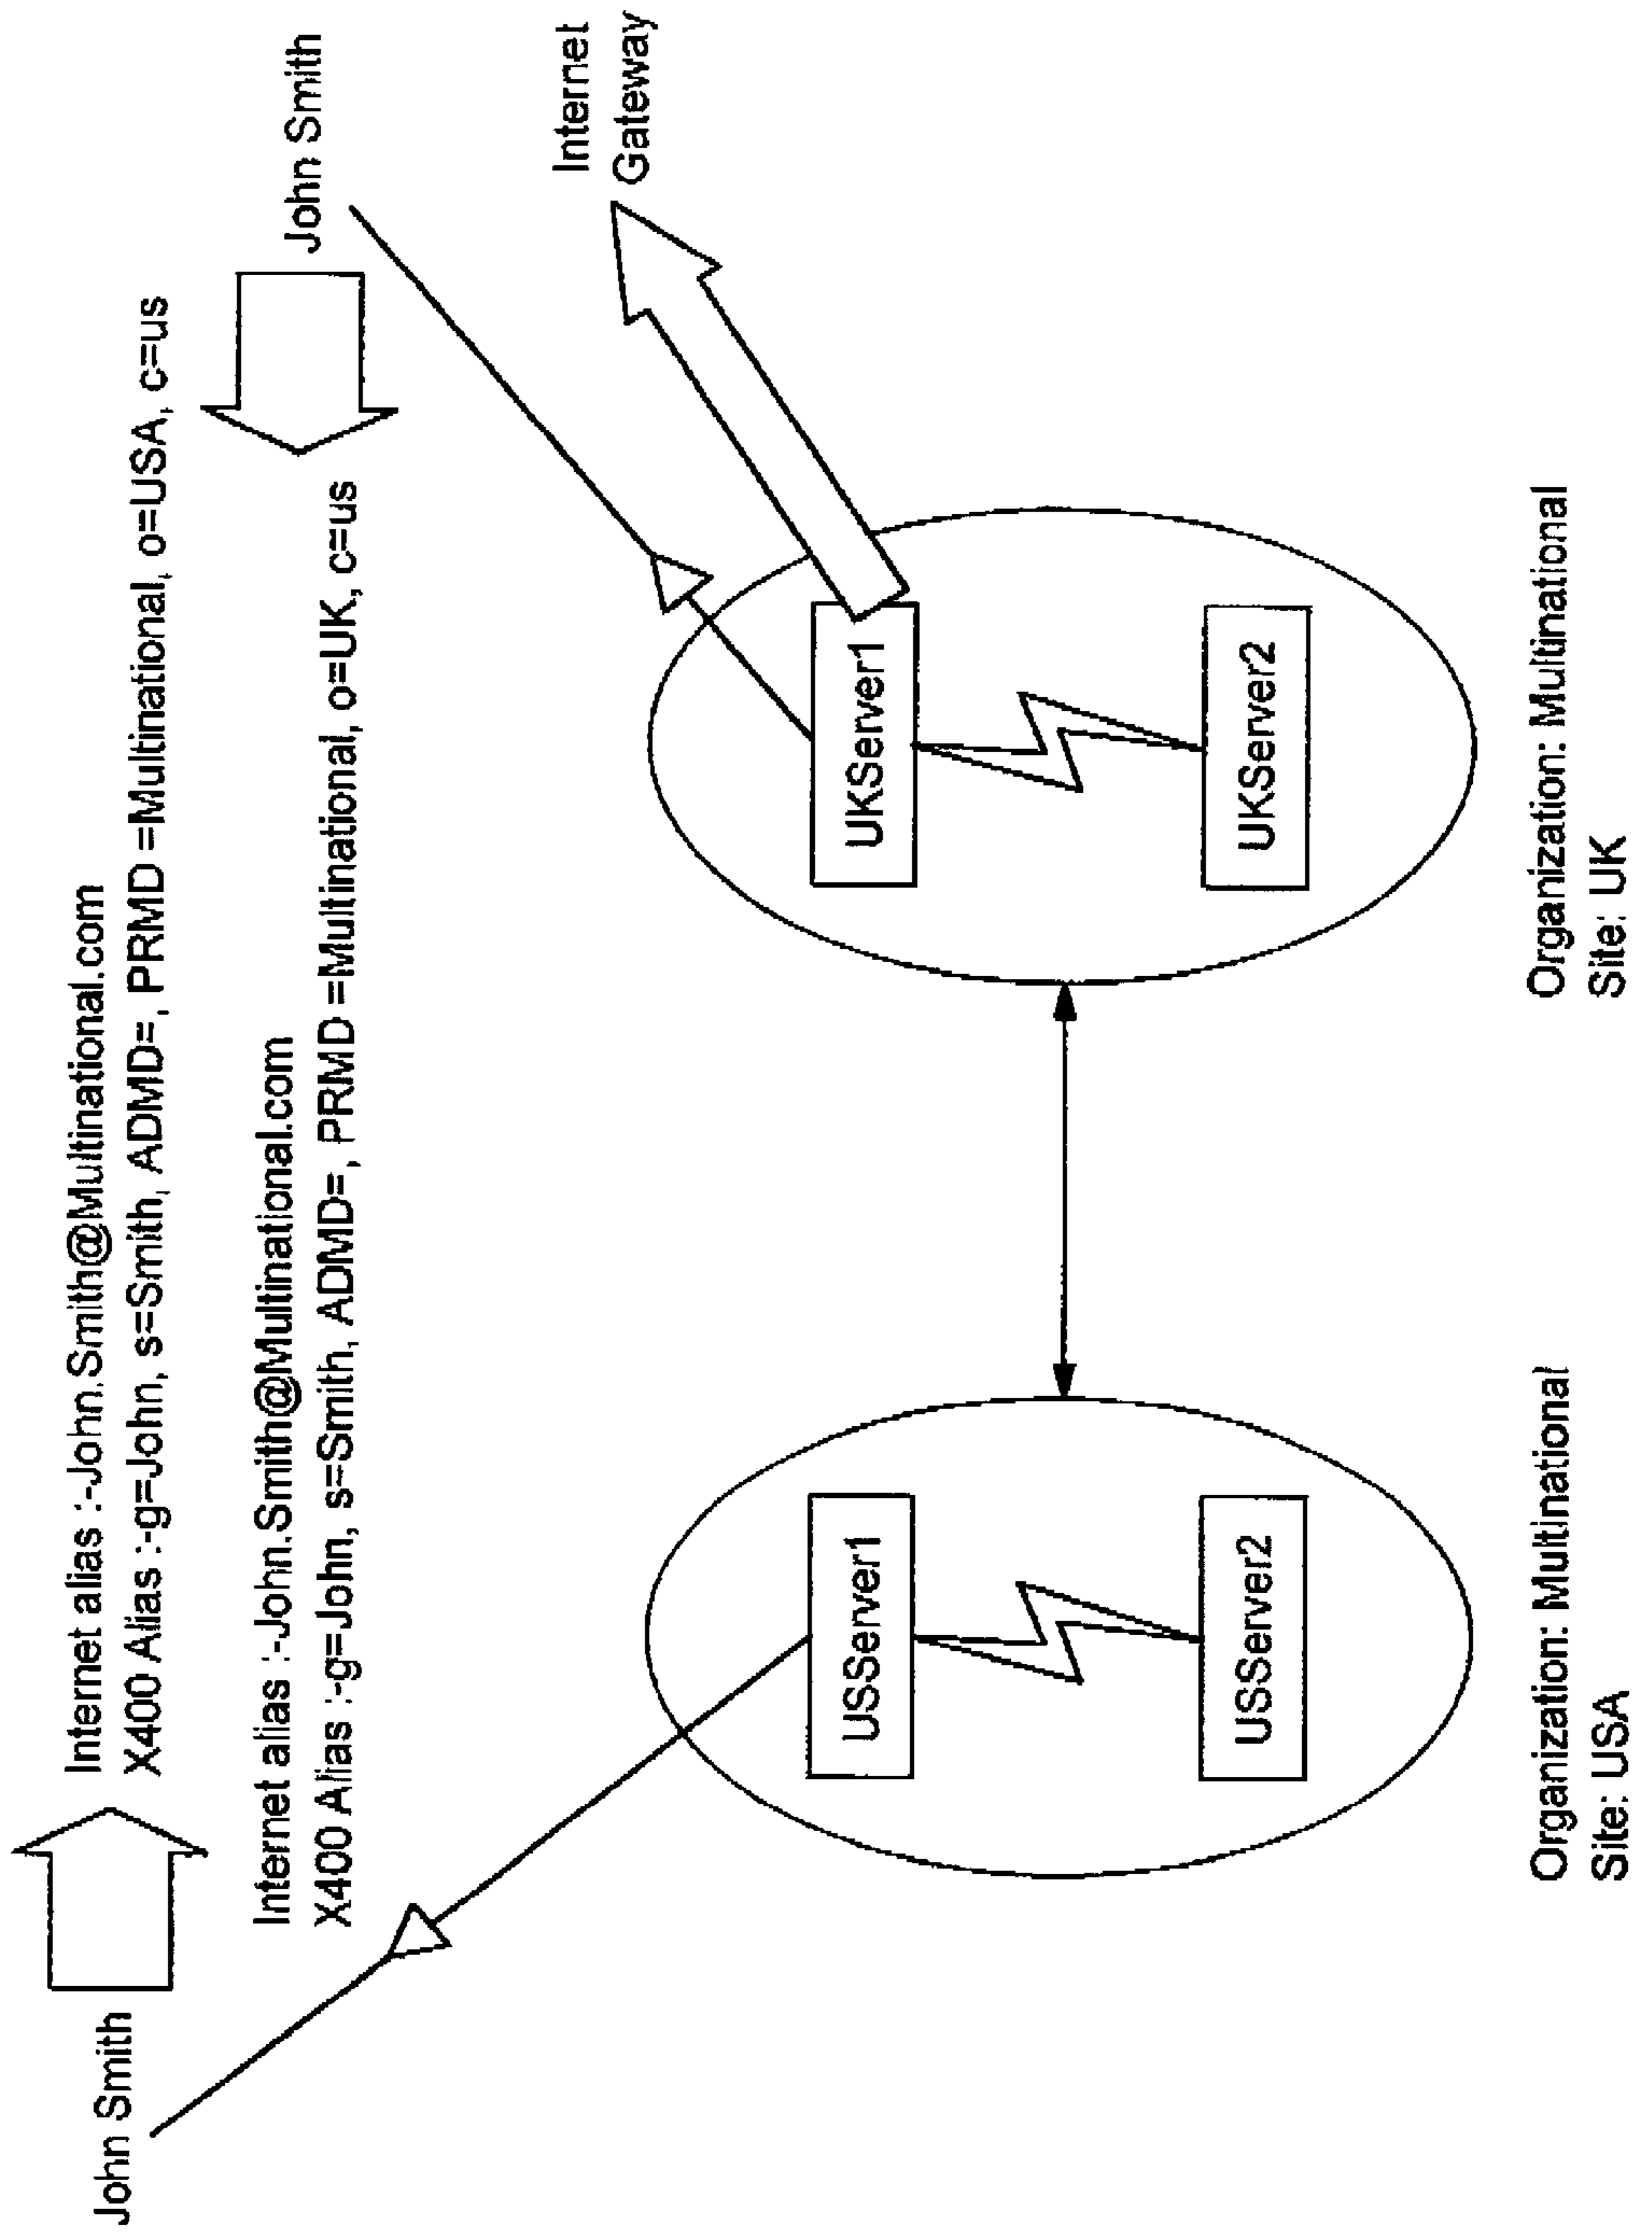 John Smith
Internet alias :-John.Smith@Multinational.com
X400 Alias :-g=John, s=Smith, ADMD=, PRMD =Multinational, o=USA, c=us
Internet alias :-John.Smith@Multinational.com
X400 Alias :-g=John, s=Smith, ADMD=, PRMD =Multinational, o=UK, c=us
John Smith
Internet
Gateway
USServer1
UKServer1
USServer2
UKServer2
Organization: Multinational
Site: USA
Organization: Multinational
Site: UK